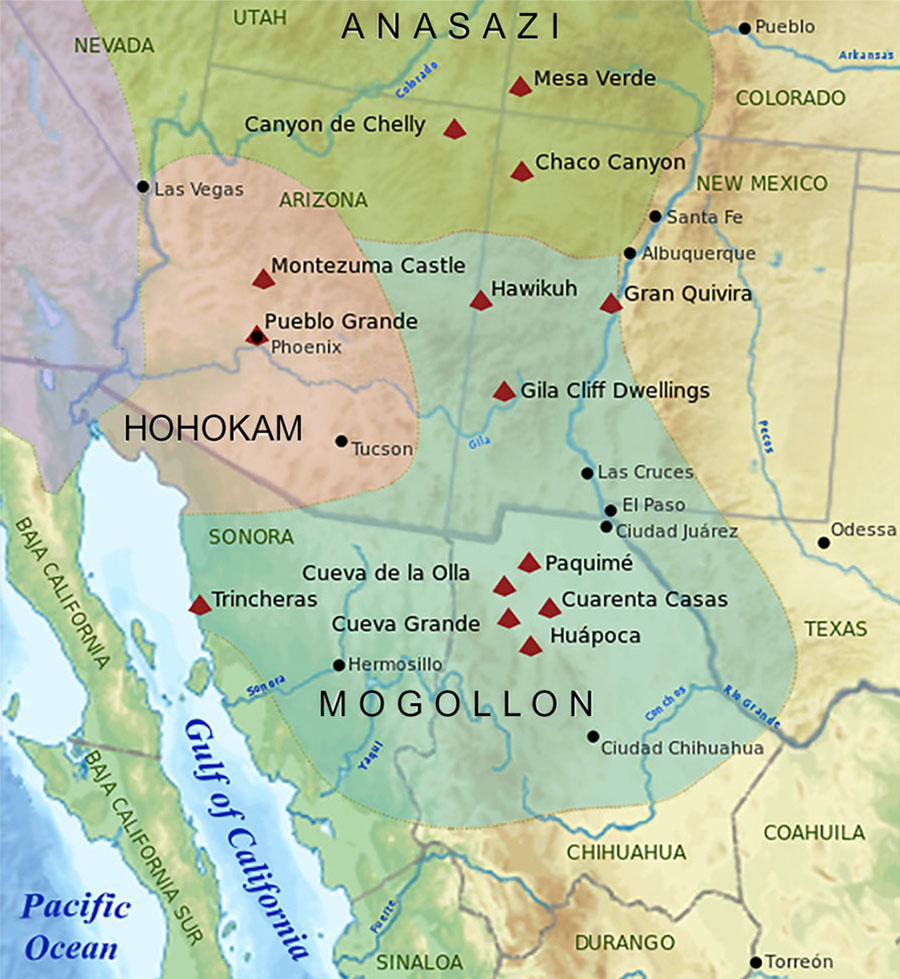 UTAH
ANASAZI
NEVADA
Pueblo
Arkansas
Colorado
Mesa Verde
COLORADO
Canyon de Chelly
Chaco Canyon
NEW MEXICO
Las Vegas
ARIZONA
Santa Fe
Albuquerque
Montezuma Castle
Hawikuh
Gran Quivira
Pueblo Grande
Phoenix
Gila Cliff Dwellings
HOHOKAM
Tucson
Gila
Pecos
Las Cruces
El Paso
Ciudad Juárez
Odessa
SONORA
BAJA CALIFORNIA
Cueva de la Olla
Paquimé
Trincheras
Cuarenta Casas
Cueva Grande
Huápoca
TEXAS
Hermosillo
Sonora
MOGOLLON
Conchos
Rio Grande
Yaqui
Ciudad Chihuahua
Gulf of California
BAJA CALIFORNIA SUR
COAHUILA
CHIHUAHUA
Pacific
Ocean
Fuerte
DURANGO
SINALOA
Torreón